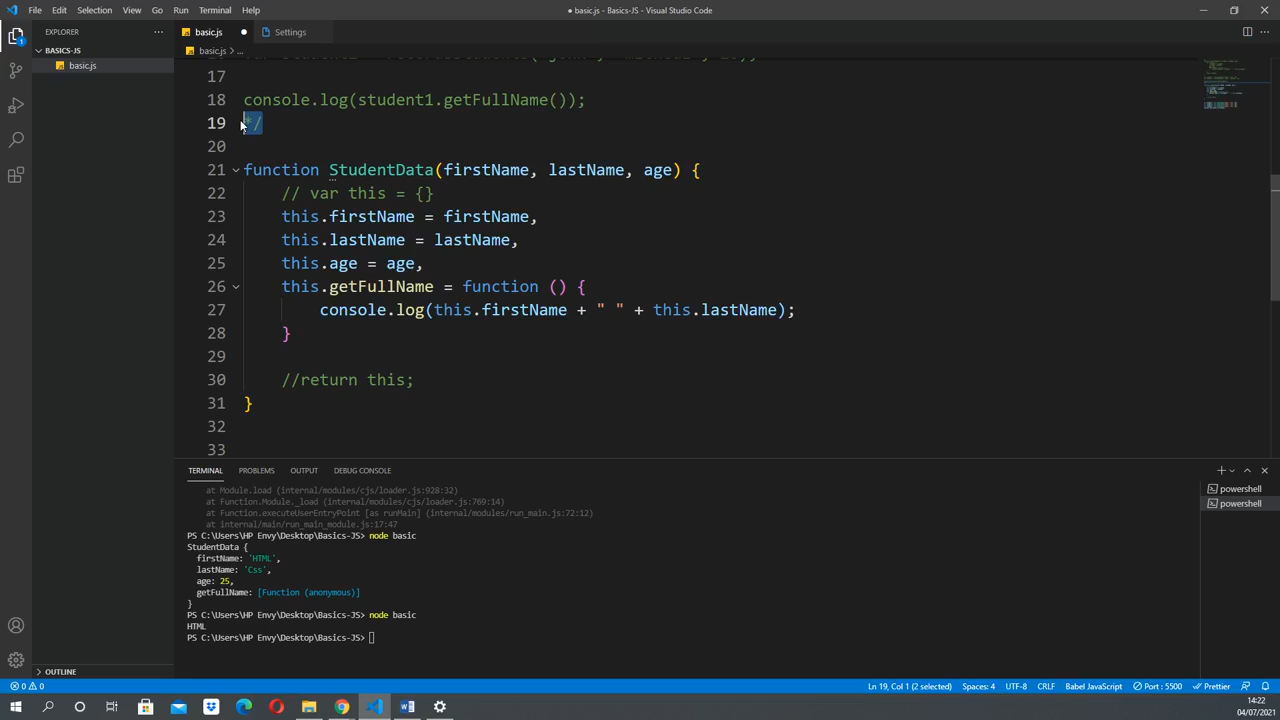 File Edit Selection View Go Run Terminal Help
● basic.js - Basics-JS - Visual Studio Code
EXPLORER
BASICS-JS
basic.js
1
basic.js
Settings
basic.js > ...
17
18 console.log(student1.getFullName());
19 */
20
21 function StudentData(firstName, lastName, age) {
22 // var this = {}
23 this.firstName = firstName,
24 this.lastName = lastName,
25 this.age = age,
26 this.getFullName = function () {
27 console.log(this.firstName + " " + this.lastName);
28 }
29
30 //return this;
31 }
32
33
TERMINAL PROBLEMS OUTPUT DEBUG CONSOLE
at Module.load (internal/modules/cjs/loader.js:928:32)
at Function.Module._load (internal/modules/cjs/loader.js:769:14)
at Function.executeUserEntryPoint [as runMain] (internal/modules/run_main.js:72:12)
at internal/main/run_main_module.js:17:47
PS C:\Users\HP Envy\Desktop\Basics-JS> node basic
StudentData {
firstName: 'HTML',
lastName: 'Css',
age: 25,
getFullName: [Function (anonymous)]
}
PS C:\Users\HP Envy\Desktop\Basics-JS> node basic
HTML
PS C:\Users\HP Envy\Desktop\Basics-JS>
powershell
powershell
OUTLINE
0 0
Ln 19, Col 1 (2 selected) Spaces: 4 UTF-8 CRLF Babel JavaScript Port : 5500 Prettier
14:22
04/07/2021